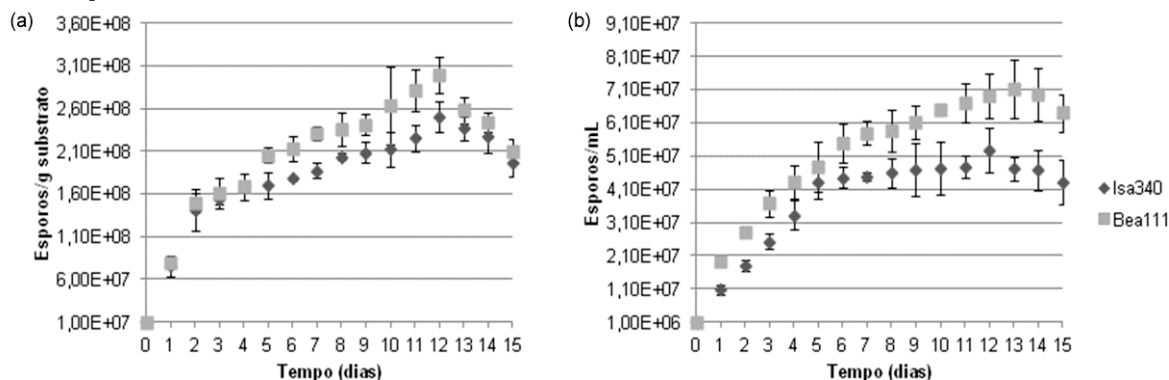 (a)
Esporos/g substrato
3,60E+08
3,10E+08
2,60E+08
2,10E+08
1,60E+08
1,10E+08
6,00E+07
1,00E+07
0 1 2 3 4 5 6 7 8 9 10 11 12 13 14 15
Tempo (dias)
(b)
Esporos/mL
9,10E+07
8,10E+07
7,10E+07
6,10E+07
5,10E+07
4,10E+07
3,10E+07
2,10E+07
1,10E+07
1,00E+06
0 1 2 3 4 5 6 7 8 9 10 11 12 13 14 15
Tempo (dias)
Isa340
Bea111